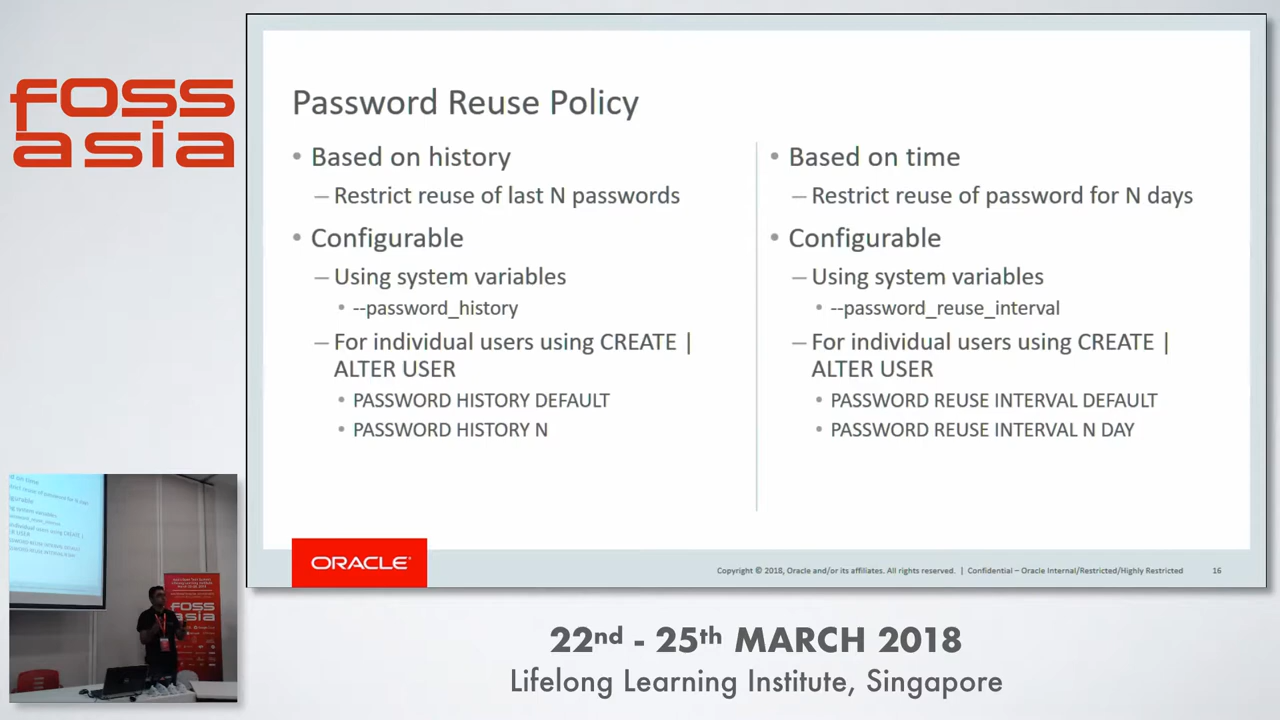 foss
asia
Password Reuse Policy
• Based on history
– Restrict reuse of last N passwords
• Configurable
– Using system variables
• --password_history
– For individual users using CREATE |
ALTER USER
• PASSWORD HISTORY DEFAULT
• PASSWORD HISTORY N
• Based on time
– Restrict reuse of password for N days
• Configurable
– Using system variables
• --password_reuse_interval
– For individual users using CREATE |
ALTER USER
• PASSWORD REUSE INTERVAL DEFAULT
• PASSWORD REUSE INTERVAL N DAY
ORACLE®
Copyright © 2018, Oracle and/or its affiliates. All rights reserved. | Confidential – Oracle Internal/Restricted/Highly Restricted 16
foss
asia
22nd - 25th MARCH 2018
Lifelong Learning Institute, Singapore